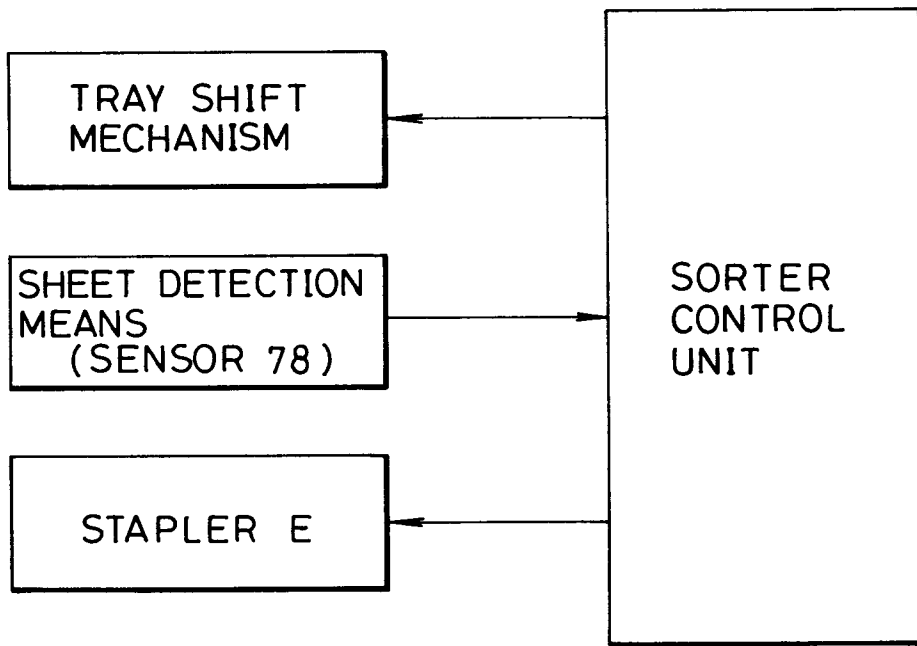 TRAY SHIFT
MECHANISM
SHEET DETECTION
MEANS
(SENSOR 78)
STAPLER E
SORTER
CONTROL
UNIT